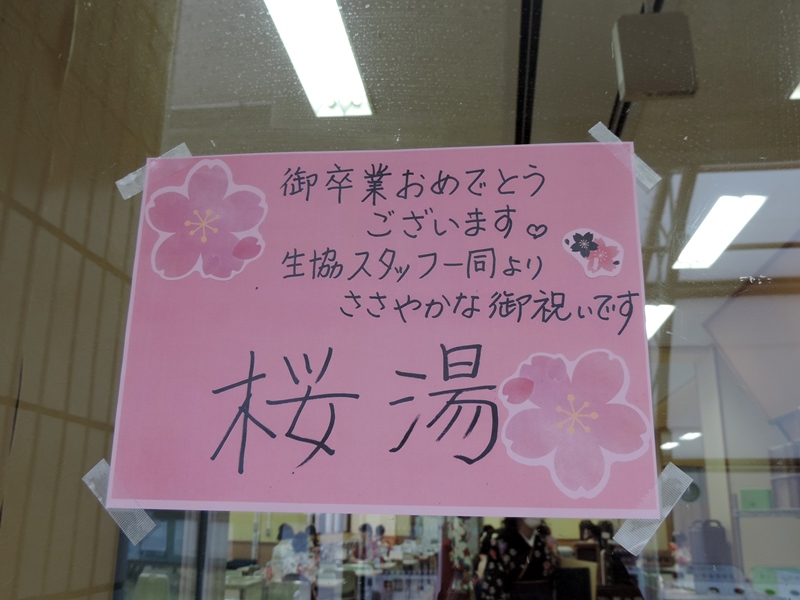 御卒業おめでとう
ございます♡
生協スタッフ一同より
ささやかな御祝いです
桜湯